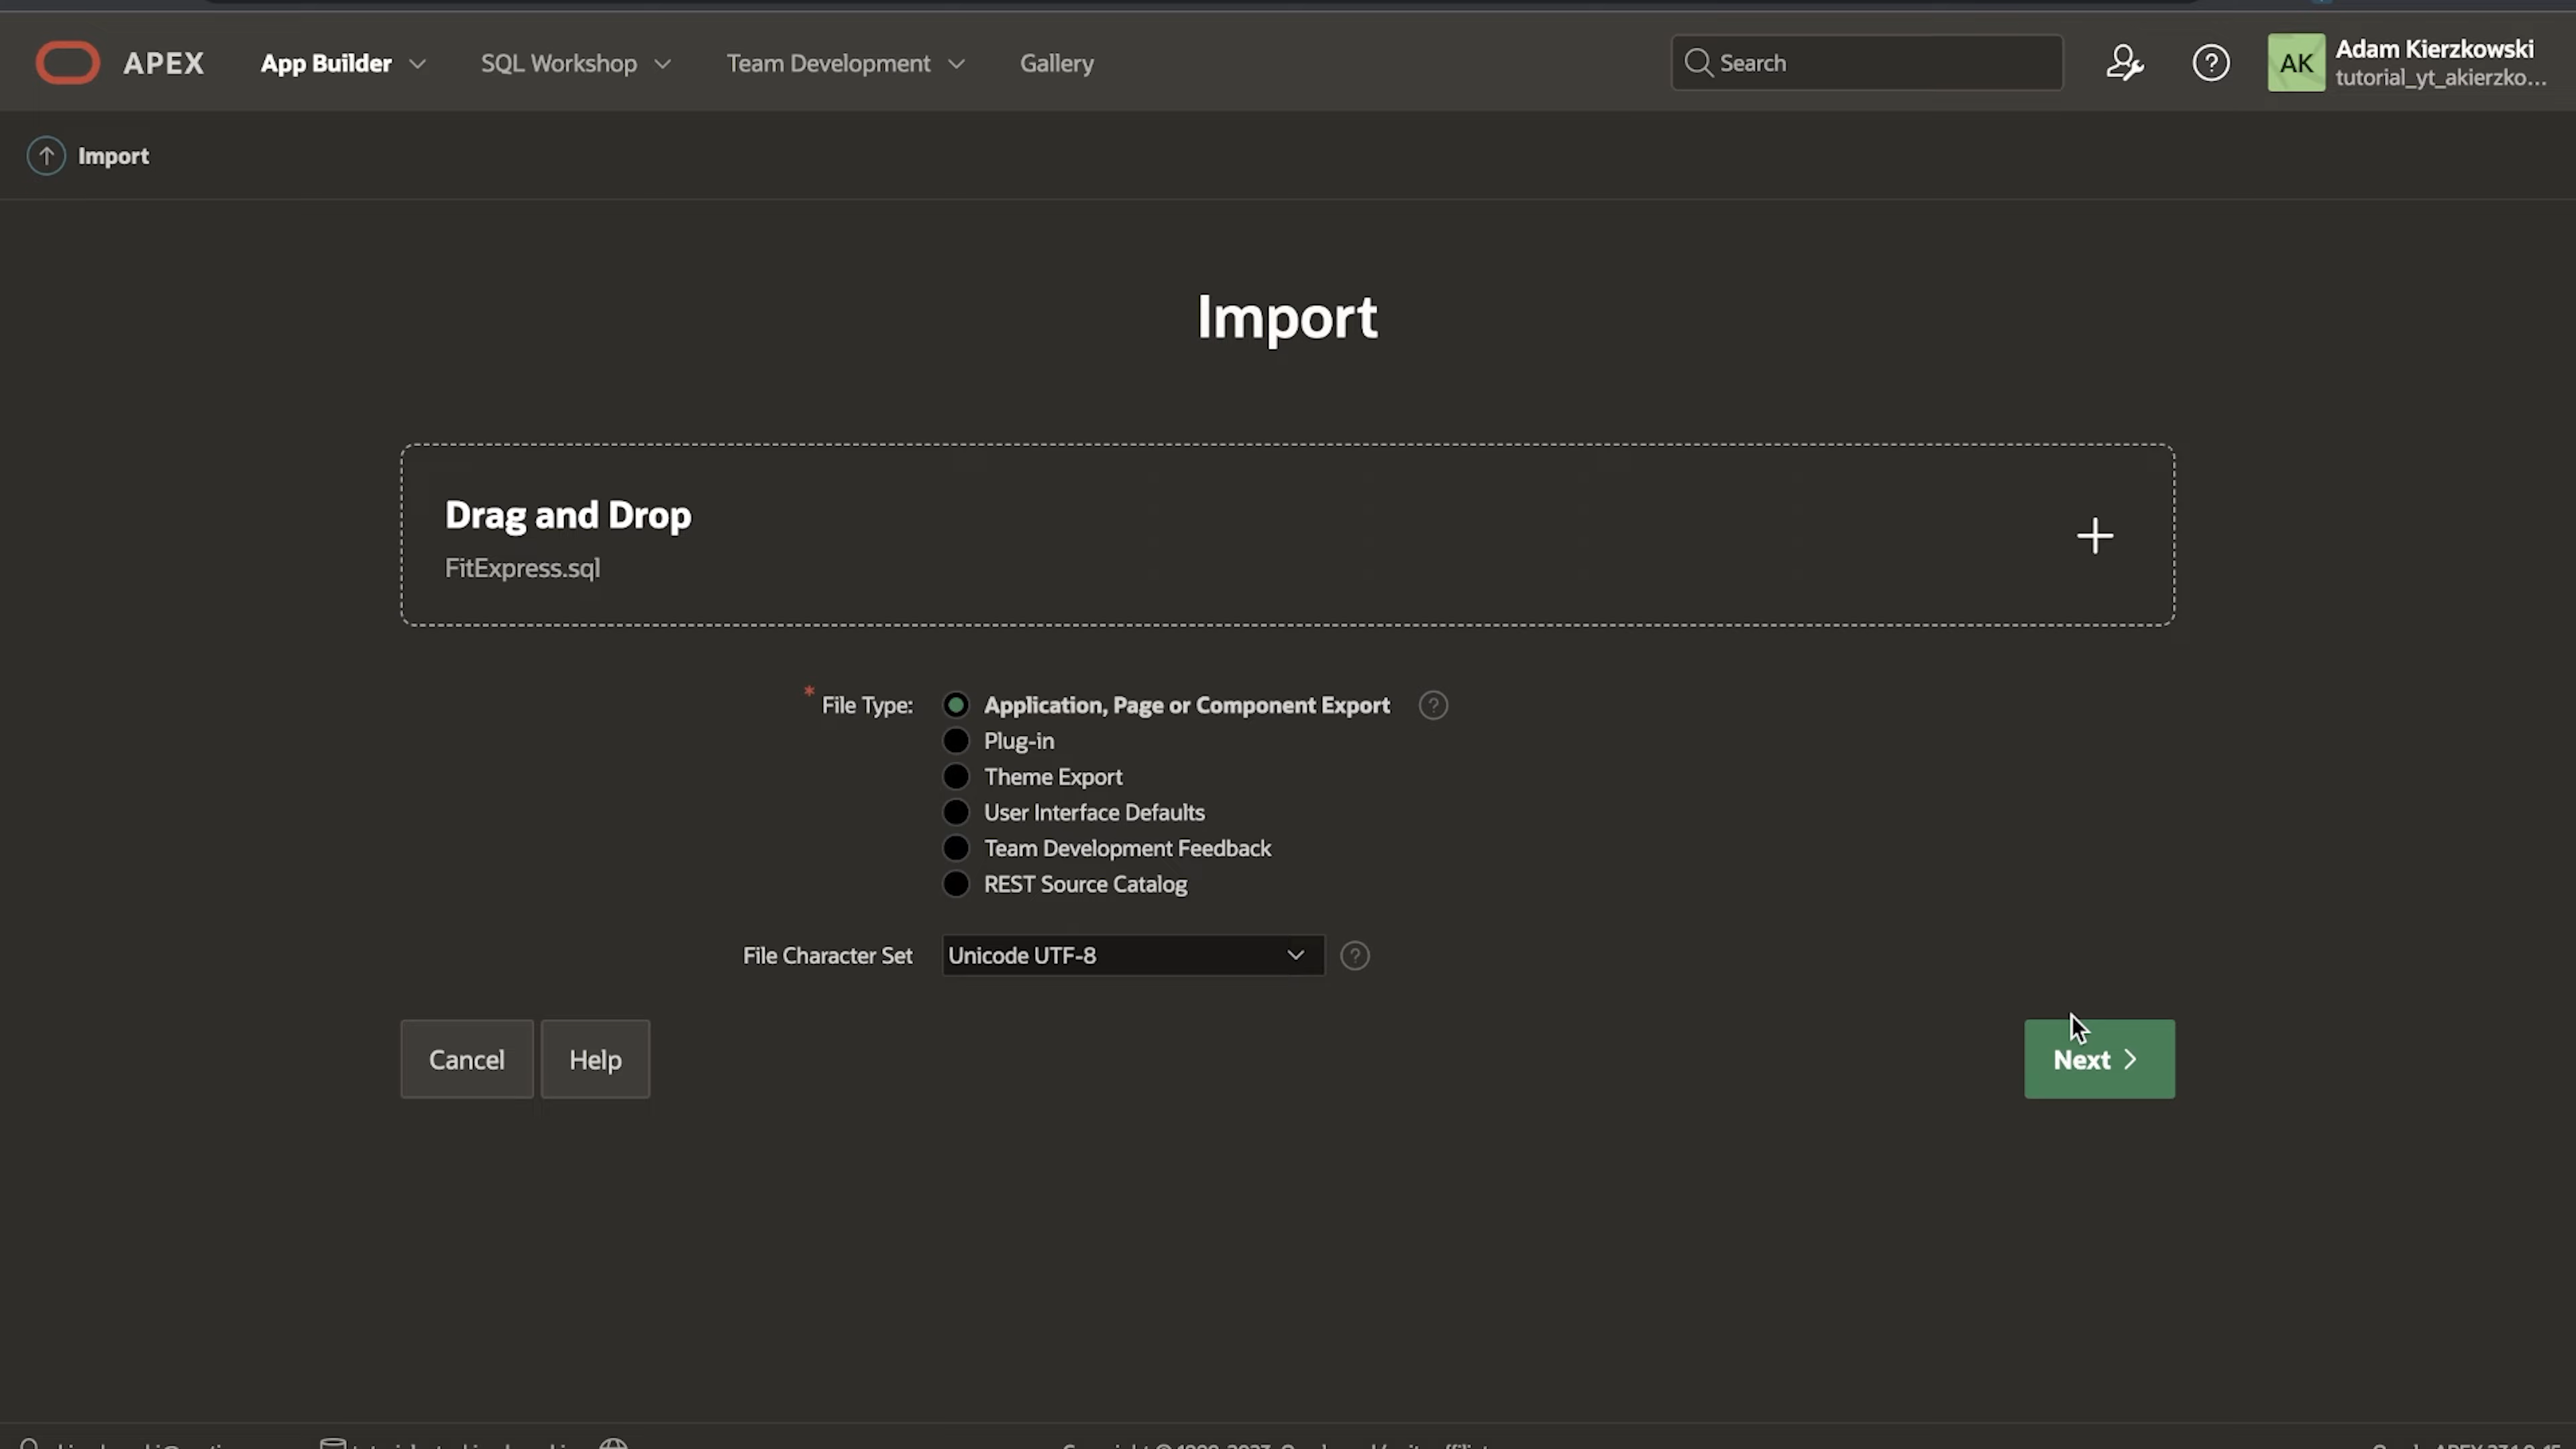 APEX App Builder SQL Workshop Team Development Gallery Search AK Adam Kierzkowski
tutorial_yt_akierzko...
Import
Import
Drag and Drop
FitExpress.sql
* File Type: Application, Page or Component Export
Plug-in
Theme Export
User Interface Defaults
Team Development Feedback
REST Source Catalog
File Character Set Unicode UTF-8
Cancel Help Next